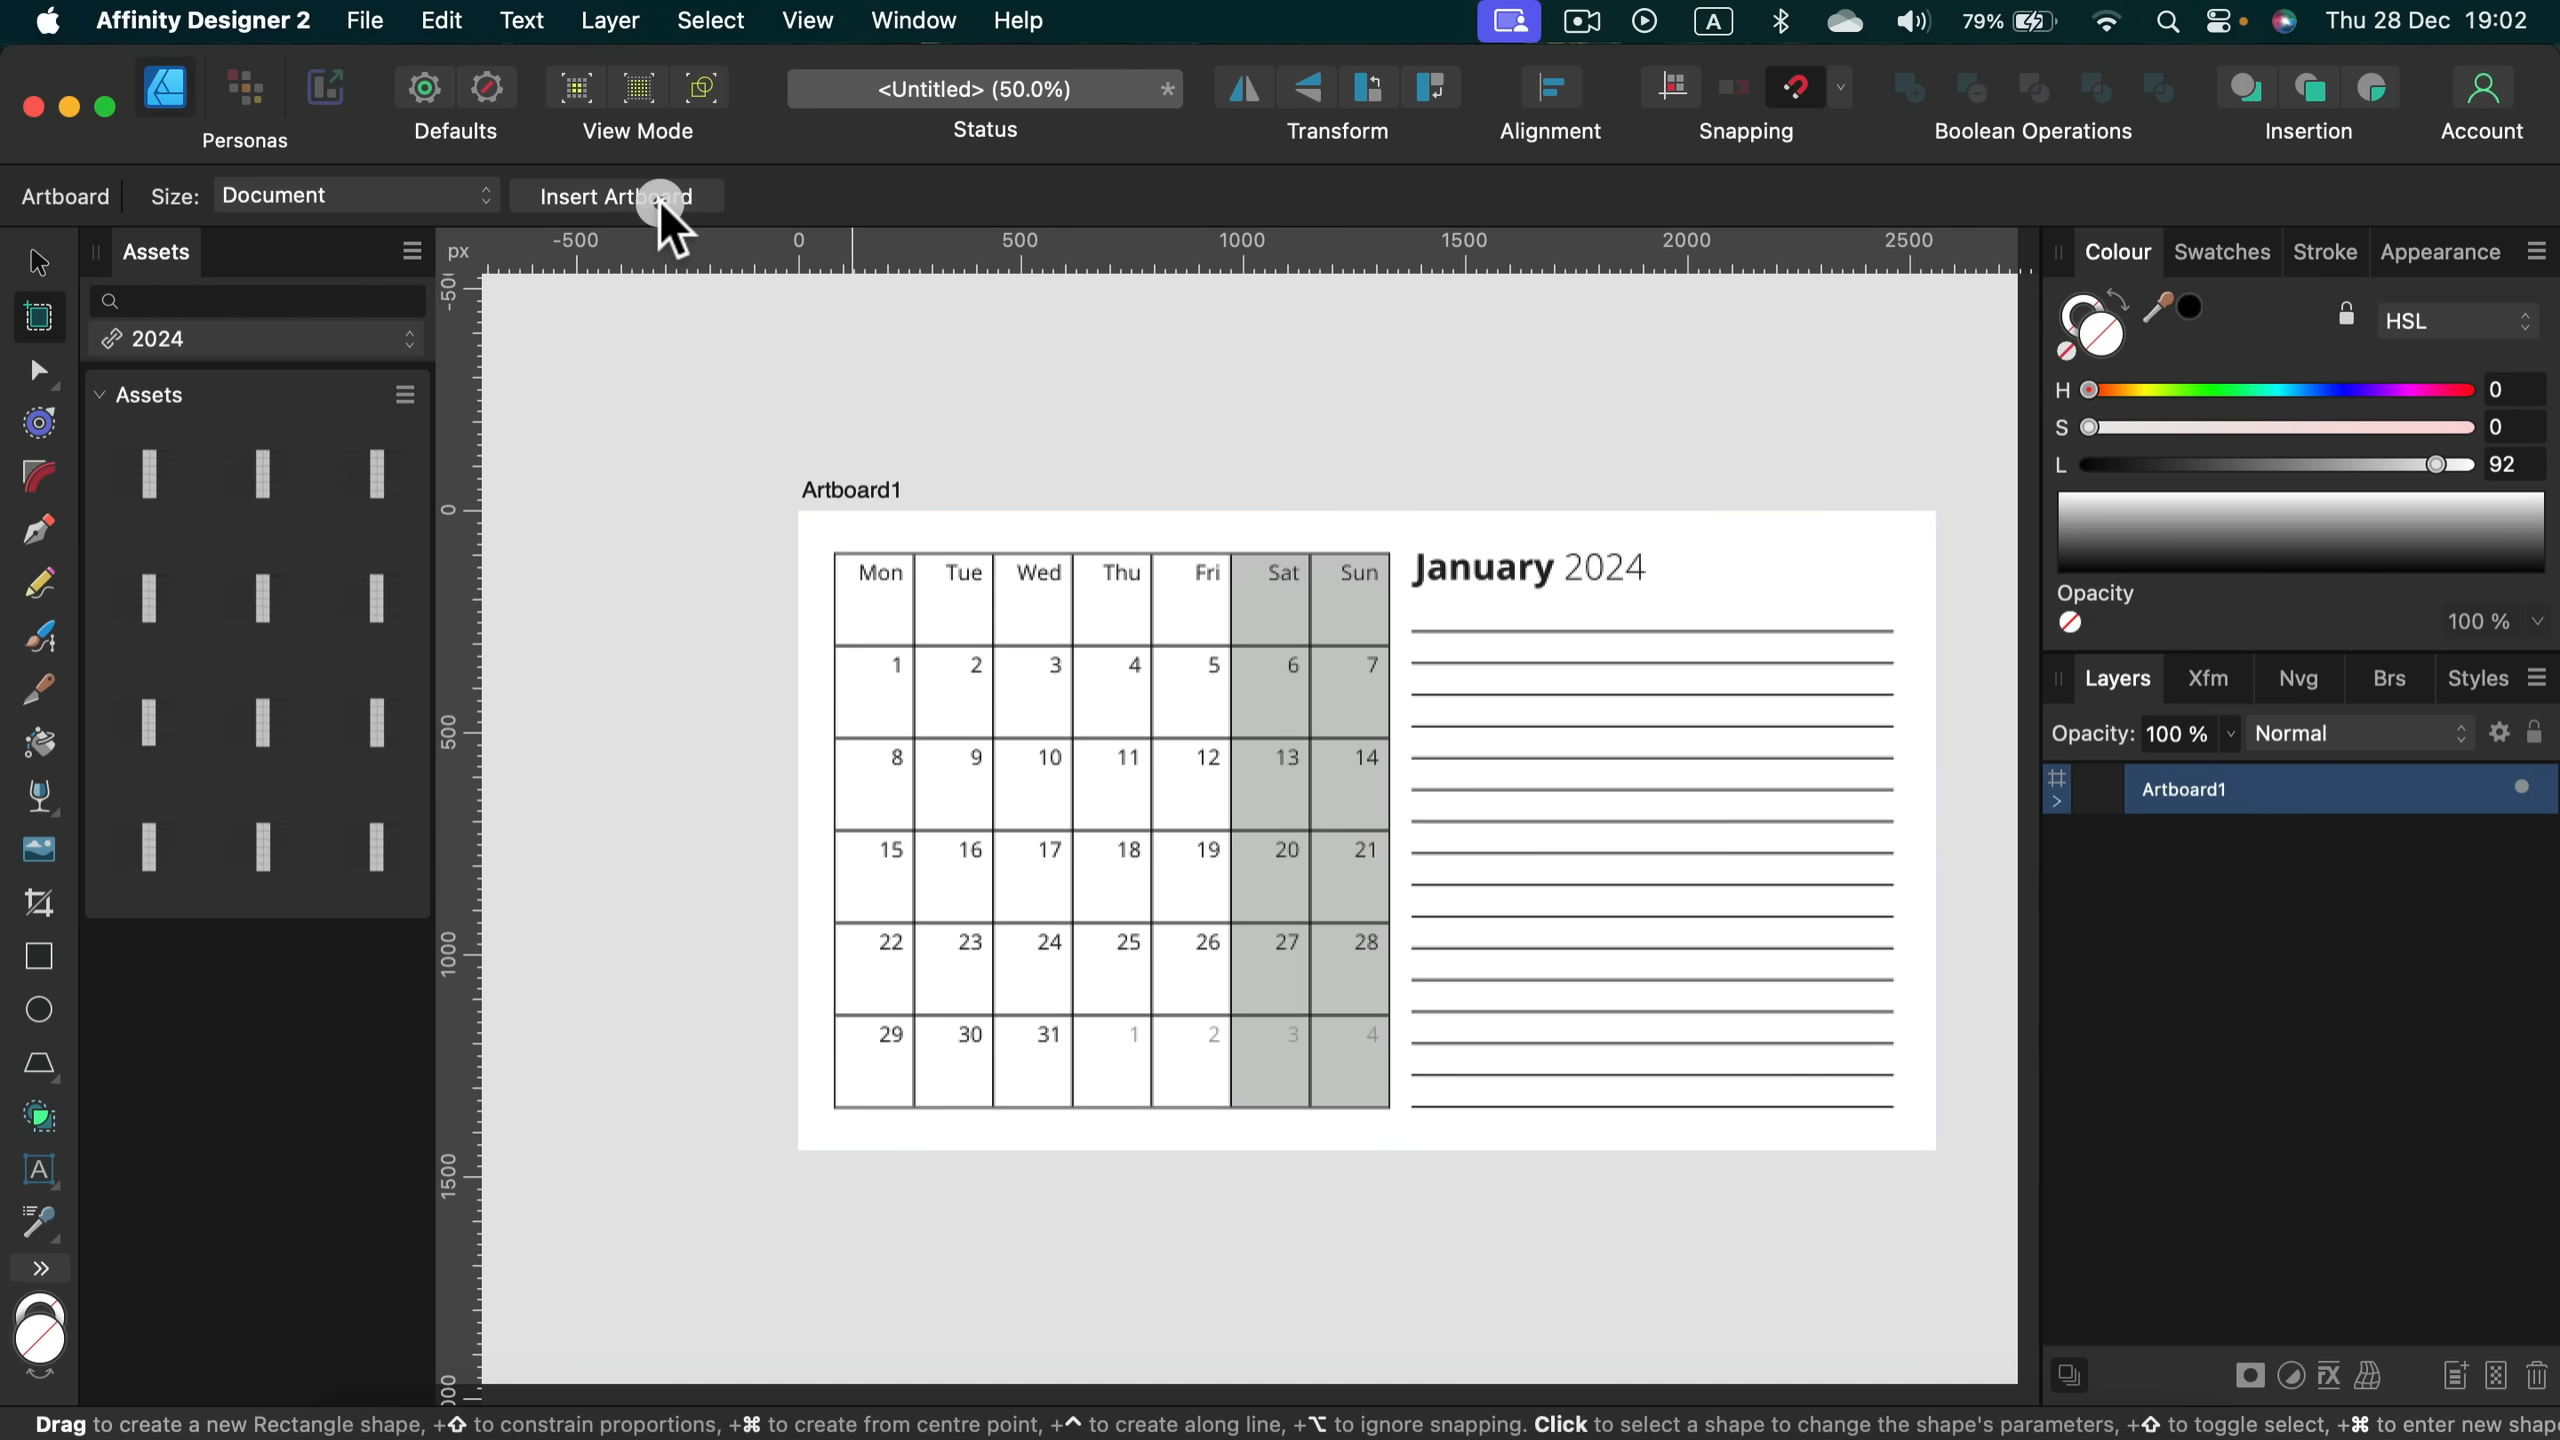 Affinity Designer 2 File Edit Text Layer Select View Window Help A 79% Thu 28 Dec 19:02
<Untitled> (50.0%) *
Personas Defaults View Mode Status Transform Alignment Snapping Boolean Operations Insertion Account
Artboard Size: Document Insert Artboard
Assets
2024
Assets
px -500 0 500 1000 1500 2000 2500
0
500
1000
1500
Artboard1
January 2024
Mon Tue Wed Thu Fri Sat Sun
1 2 3 4 5 6 7
8 9 10 11 12 13 14
15 16 17 18 19 20 21
22 23 24 25 26 27 28
29 30 31 1 2 3 4
Colour Swatches Stroke Appearance
HSL
H 0
S 0
L 92
Opacity
100 %
Layers Xfm Nvg Brs Styles
Opacity: 100 % Normal
Artboard1
Drag to create a new Rectangle shape, +⇧ to constrain proportions, +⌘ to create from centre point, +^ to create along line, +⌥ to ignore snapping. Click to select a shape to change the shape's parameters, +⇧ to toggle select, +⌘ to enter new shap